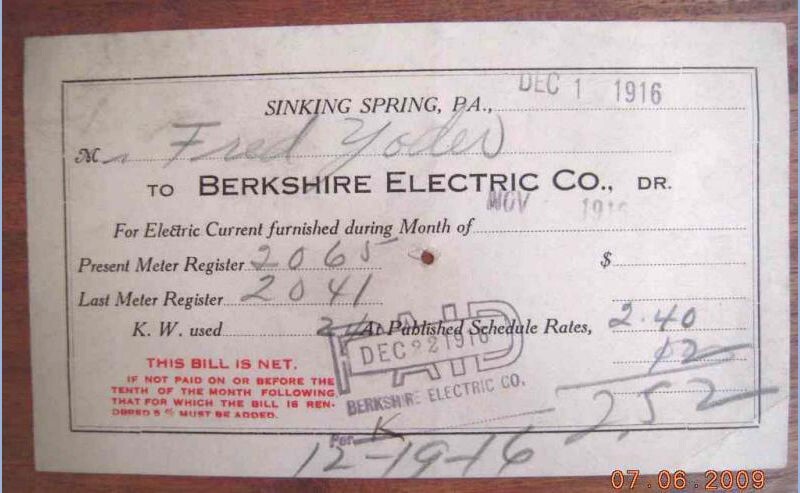 DEC 1 1916
SINKING SPRING, PA.,
M r Fred Yoder
TO BERKSHIRE ELECTRIC CO., DR.
NOV 1916
For Electric Current furnished during Month of
Present Meter Register 2065 $
Last Meter Register 2041
K. W. used 24 At Published Schedule Rates, 2.40
12
2,52
THIS BILL IS NET.
IF NOT PAID ON OR BEFORE THE
TENTH OF THE MONTH FOLLOWING
THAT FOR WHICH THE BILL IS REN-
DERED 5 % MUST BE ADDED.
PAID
DEC 22 1916
BERKSHIRE ELECTRIC CO.
Per K
12-19-16
07.06.2009